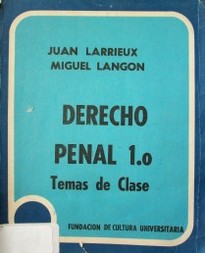 JUAN LARRIEUX
MIGUEL LANGON
DERECHO
PENAL 1.o
Temas de Clase
FUNDACION DE CULTURA UNIVERSITARIA